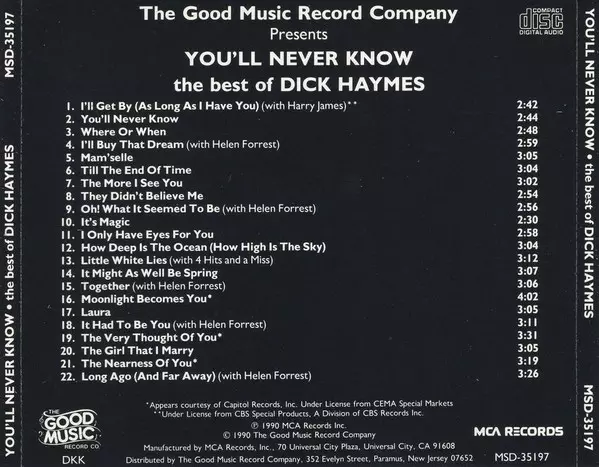 The Good Music Record Company
Presents
YOU'LL NEVER KNOW
the best of DICK HAYMES
COMPACT
disc
DIGITAL AUDIO
1. I'll Get By (As Long As I Have You) (with Harry James)** 2:42
2. You'll Never Know 2:44
3. Where Or When 2:48
4. I'll Buy That Dream (with Helen Forrest) 2:59
5. Mam'selle 3:05
6. Till The End Of Time 3:04
7. The More I See You 3:02
8. They Didn't Believe Me 2:54
9. Oh! What It Seemed To Be (with Helen Forrest) 2:56
10. It's Magic 2:30
11. I Only Have Eyes For You 2:58
12. How Deep Is The Ocean (How High Is The Sky) 3:04
13. Little White Lies (with 4 Hits and a Miss) 3:12
14. It Might As Well Be Spring 3:07
15. Together (with Helen Forrest) 3:06
16. Moonlight Becomes You* 4:02
17. Laura 3:05
18. It Had To Be You (with Helen Forrest) 3:11
19. The Very Thought Of You* 3:31
20. The Girl That I Marry 3:05
21. The Nearness Of You* 3:19
22. Long Ago (And Far Away) (with Helen Forrest) 3:26
*Appears courtesy of Capitol Records, Inc. Under License from CEMA Special Markets
**Under License from CBS Special Products, A Division of CBS Records Inc.
℗ 1990 MCA Records Inc.
© 1990 The Good Music Record Company
Manufactured by MCA Records, Inc., 70 Universal City Plaza, Universal City, CA 91608
Distributed by The Good Music Record Company, 352 Evelyn Street, Paramus, New Jersey 07652
THE
GOOD
MUSIC
RECORD CO
DKK
MCA RECORDS
MSD-35197
YOU'LL NEVER KNOW • the best of DICK HAYMES MSD-35197
YOU'LL NEVER KNOW • the best of DICK HAYMES MSD-35197